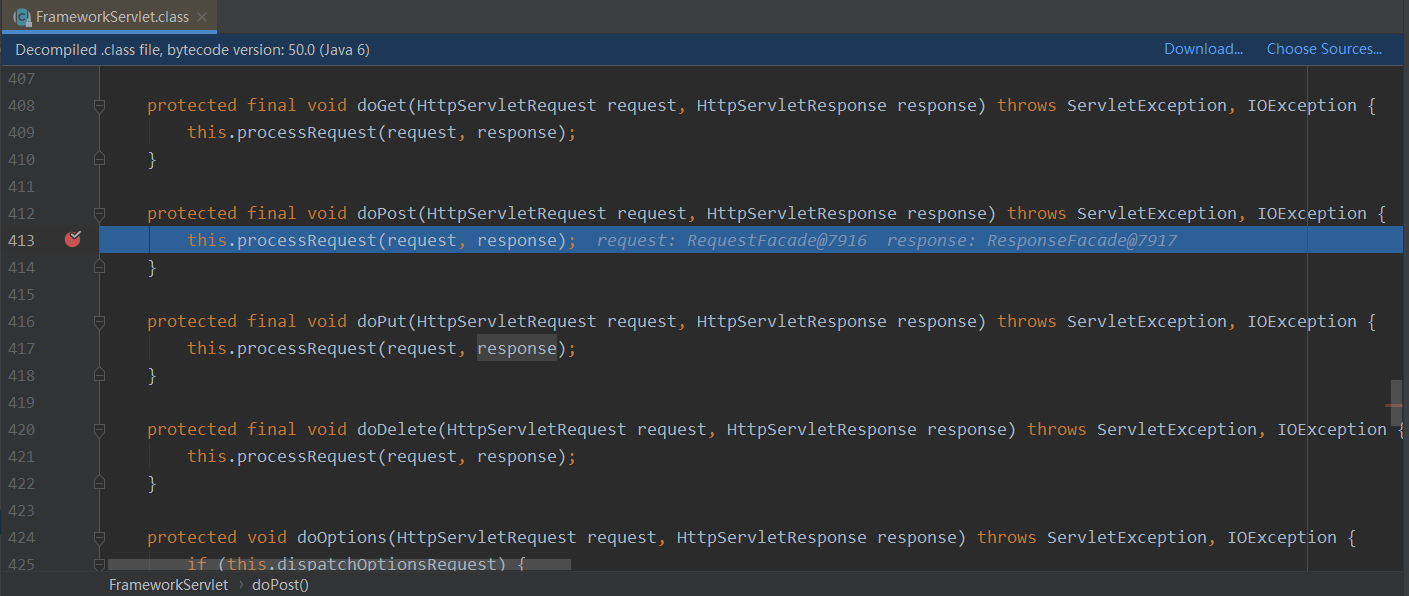 FrameworkServlet.class
Decompiled .class file, bytecode version: 50.0 (Java 6) Download... Choose Sources...
407
408 protected final void doGet(HttpServletRequest request, HttpServletResponse response) throws ServletException, IOException {
409 this.processRequest(request, response);
410 }
411
412 protected final void doPost(HttpServletRequest request, HttpServletResponse response) throws ServletException, IOException {
413 this.processRequest(request, response); request: RequestFacade@7916 response: ResponseFacade@7917
414 }
415
416 protected final void doPut(HttpServletRequest request, HttpServletResponse response) throws ServletException, IOException {
417 this.processRequest(request, response);
418 }
419
420 protected final void doDelete(HttpServletRequest request, HttpServletResponse response) throws ServletException, IOException {
421 this.processRequest(request, response);
422 }
423
424 protected void doOptions(HttpServletRequest request, HttpServletResponse response) throws ServletException, IOException {
425 if (this.dispatchOptionsRequest) {
FrameworkServlet › doPost()